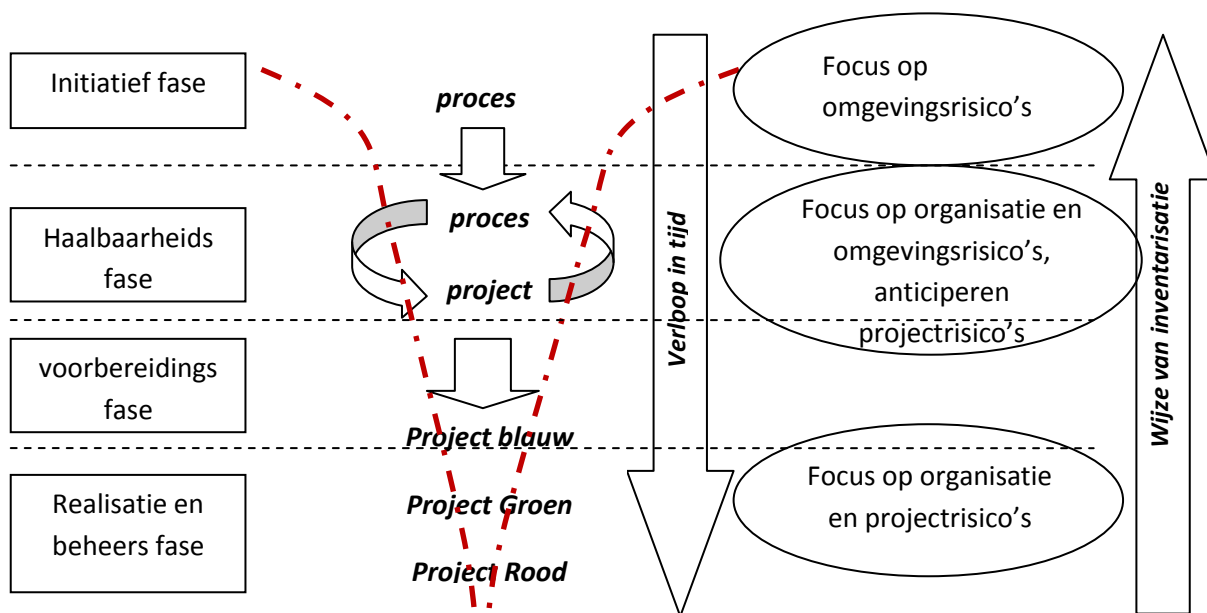 Initiatief fase
proces
Focus op
omgevingsrisico's
Haalbaarheids
fase
proces
project
Verloop in tijd
Focus op organisatie en
omgevingsrisico's,
anticiperen
projectrisico's
Wijze van inventarisatie
voorbereidings
fase
Project blauw
Realisatie en
beheers fase
Project Groen
Project Rood
Focus op organisatie
en projectrisico's